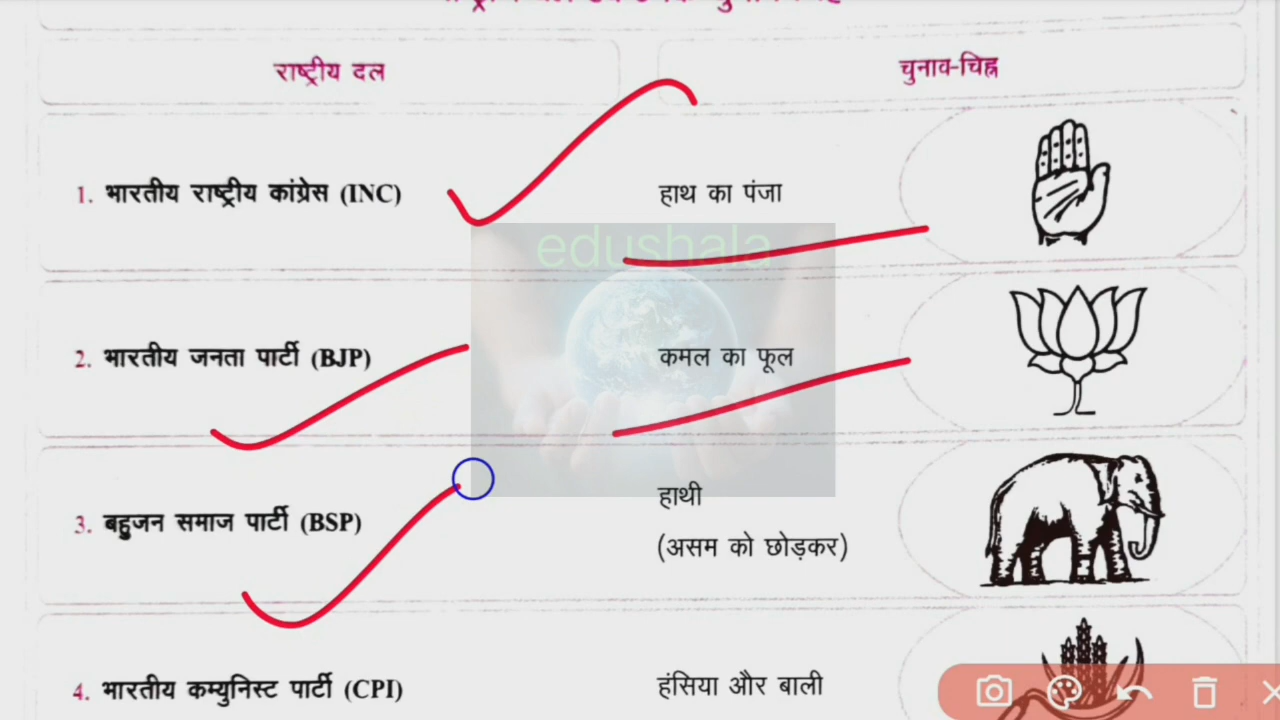 राष्ट्रीय दल
चुनाव-चिह्न
1. भारतीय राष्ट्रीय कांग्रेस (INC)
हाथ का पंजा
edushala
2. भारतीय जनता पार्टी (BJP)
कमल का फूल
3. बहुजन समाज पार्टी (BSP)
हाथी
(असम को छोड़कर)
4. भारतीय कम्युनिस्ट पार्टी (CPI)
हंसिया और बाली